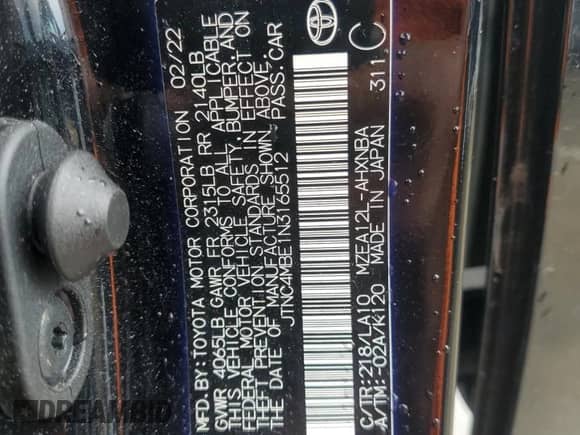 MFD. BY: TOYOTA MOTOR CORPORATION 02/22
GVWR 4065LB GAWR FR 2315LB RR 2140LB
THIS VEHICLE CONFORMS TO ALL APPLICABLE
FEDERAL MOTOR VEHICLE SAFETY, BUMPER, AND
THEFT PREVENTION STANDARDS IN EFFECT ON
THE DATE OF MANUFACTURE SHOWN ABOVE.
JTNC4MBE1N3165512 PASS. CAR
C/TR: 218/LA10 MZEA12L-AHXNBA
A/TM: -02A/K120 MADE IN JAPAN 311 C
DREAMBID